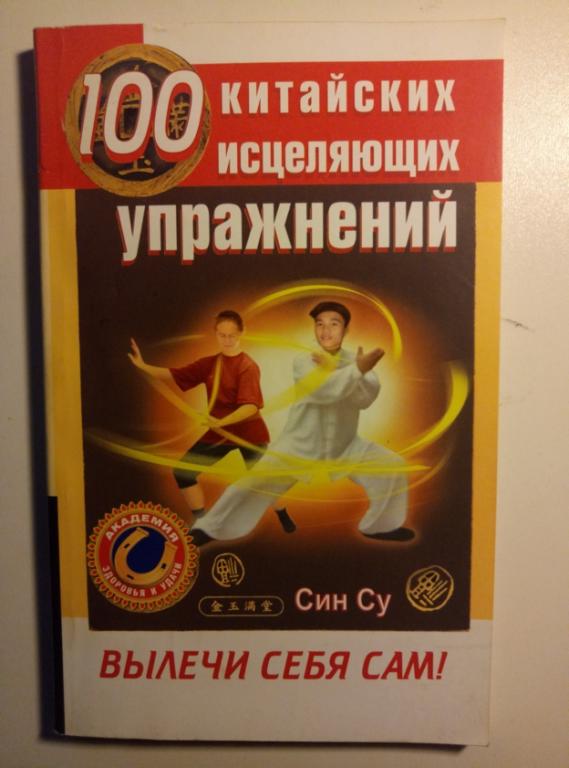 100 КИТАЙСКИХ
ИСЦЕЛЯЮЩИХ
упражнений
АКАДЕМИЯ
ЗДОРОВЬЯ И УДАЧИ
金玉满堂
Син Су
ВЫЛЕЧИ СЕБЯ САМ!